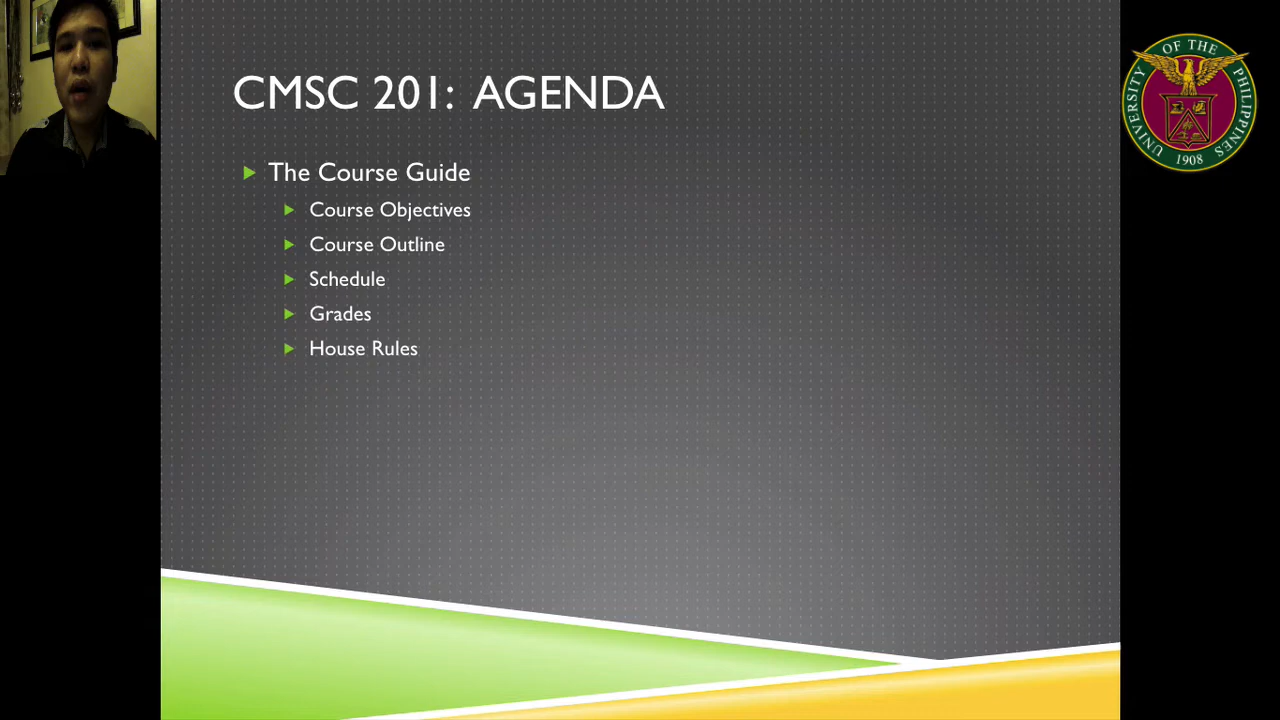 CMSC 201: AGENDA
The Course Guide
Course Objectives
Course Outline
Schedule
Grades
House Rules
UNIVERSITY OF THE PHILIPPINES
1908